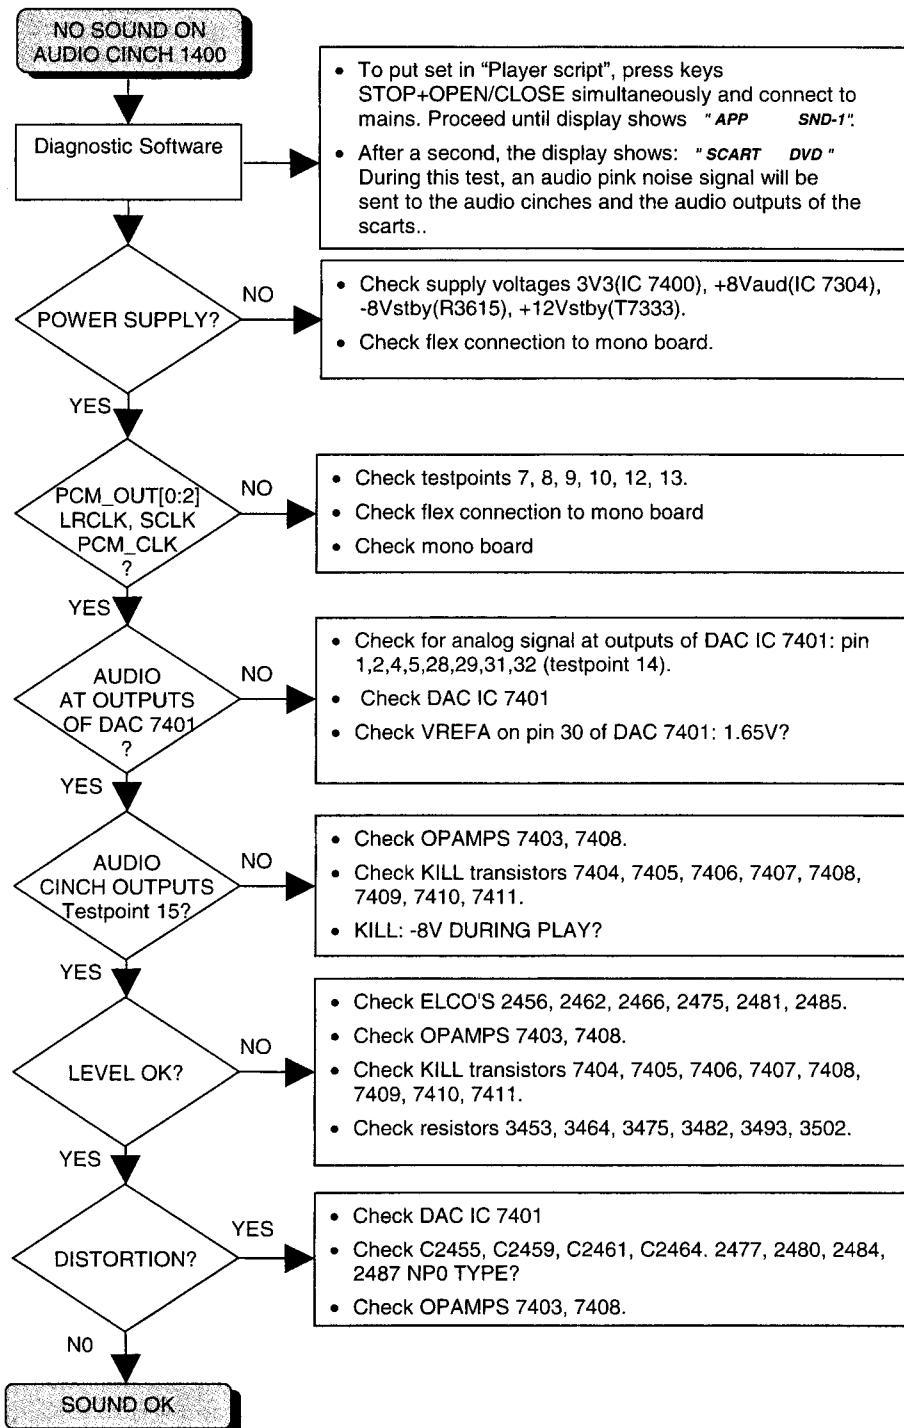 NO SOUND ON
AUDIO CINCH 1400
Diagnostic Software
• To put set in “Player script”, press keys
STOP+OPEN/CLOSE simultaneously and connect to
mains. Proceed until display shows "APP SND-1".
• After a second, the display shows: "SCART DVD"
During this test, an audio pink noise signal will be
sent to the audio cinches and the audio outputs of the
scarts..
POWER SUPPLY?
NO
• Check supply voltages 3V3(IC 7400), +8Vaud(IC 7304),
-8Vstby(R3615), +12Vstby(T7333).
• Check flex connection to mono board.
YES
PCM_OUT[0:2]
LRCLK, SCLK
PCM_CLK
?
NO
• Check testpoints 7, 8, 9, 10, 12, 13.
• Check flex connection to mono board
• Check mono board
YES
AUDIO
AT OUTPUTS
OF DAC 7401
?
NO
• Check for analog signal at outputs of DAC IC 7401: pin
1,2,4,5,28,29,31,32 (testpoint 14).
• Check DAC IC 7401
• Check VREFA on pin 30 of DAC 7401: 1.65V?
YES
AUDIO
CINCH OUTPUTS
Testpoint 15?
NO
• Check OPAMPS 7403, 7408.
• Check KILL transistors 7404, 7405, 7406, 7407, 7408,
7409, 7410, 7411.
• KILL: -8V DURING PLAY?
YES
LEVEL OK?
NO
• Check ELCO'S 2456, 2462, 2466, 2475, 2481, 2485.
• Check OPAMPS 7403, 7408.
• Check KILL transistors 7404, 7405, 7406, 7407, 7408,
7409, 7410, 7411.
• Check resistors 3453, 3464, 3475, 3482, 3493, 3502.
YES
DISTORTION?
YES
• Check DAC IC 7401
• Check C2455, C2459, C2461, C2464. 2477, 2480, 2484,
2487 NP0 TYPE?
• Check OPAMPS 7403, 7408.
N0
SOUND OK